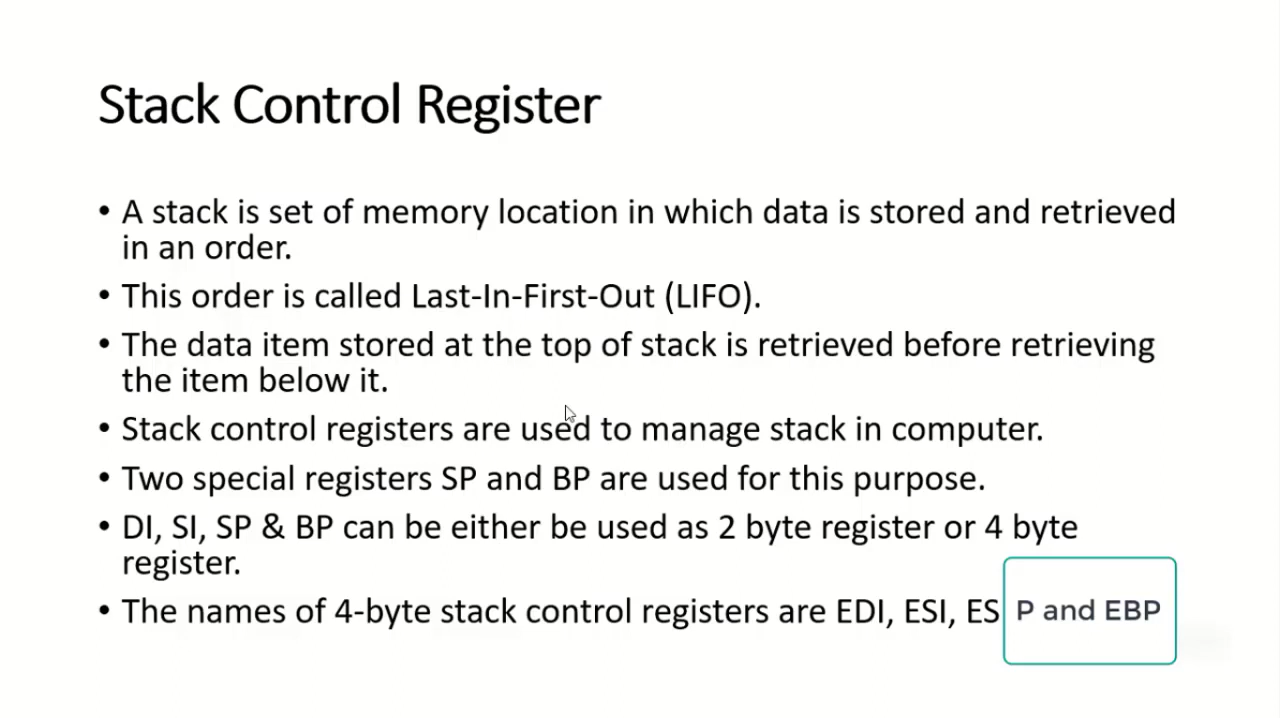 Stack Control Register
• A stack is set of memory location in which data is stored and retrieved
in an order.
• This order is called Last-In-First-Out (LIFO).
• The data item stored at the top of stack is retrieved before retrieving
the item below it.
• Stack control registers are used to manage stack in computer.
• Two special registers SP and BP are used for this purpose.
• DI, SI, SP & BP can be either be used as 2 byte register or 4 byte
register.
• The names of 4-byte stack control registers are EDI, ESI, ESP and EBP